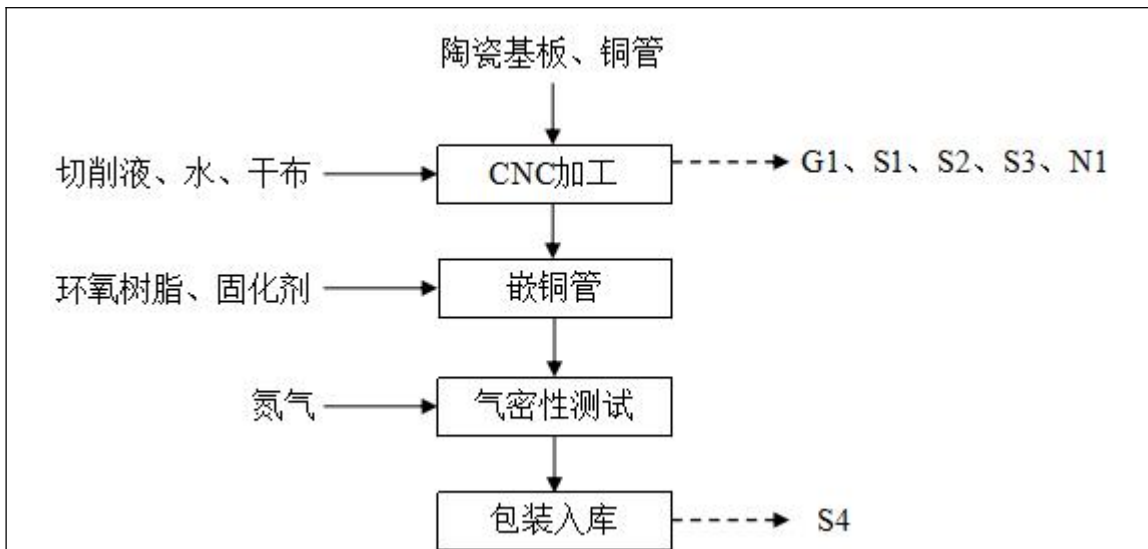 陶瓷基板、铜管
切削液、水、干布
CNC加工
G1、S1、S2、S3、N1
环氧树脂、固化剂
嵌铜管
氮气
气密性测试
包装入库
S4